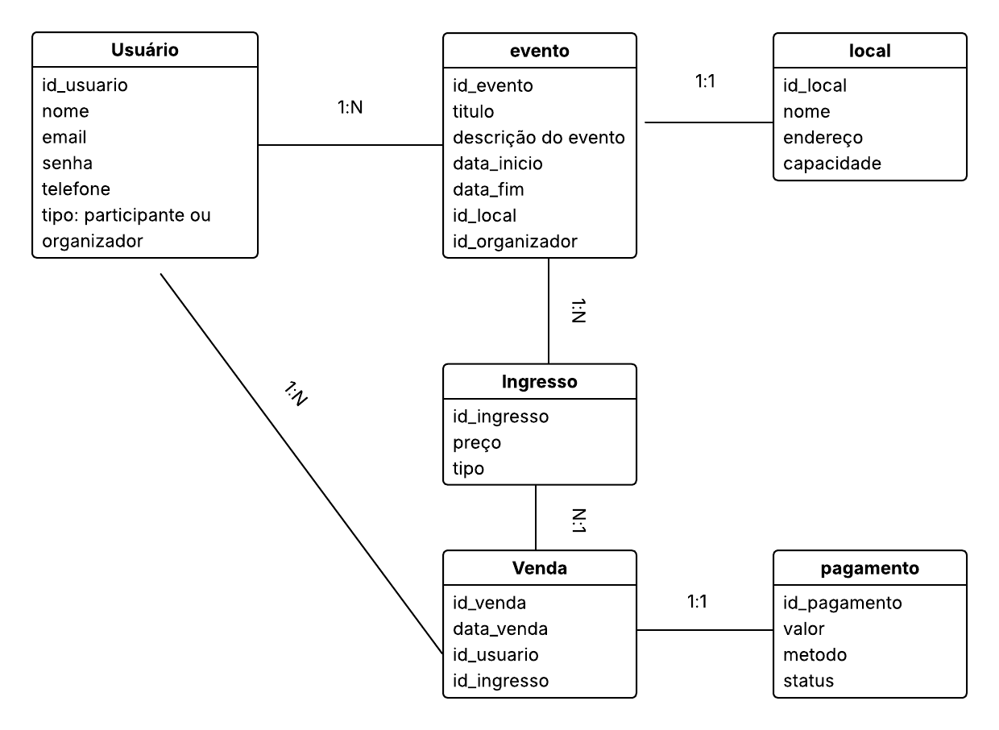 Usuário
id_usuario
nome
email
senha
telefone
tipo: participante ou
organizador
1:N
evento
id_evento
titulo
descrição do evento
data_inicio
data_fim
id_local
id_organizador
1:1
local
id_local
nome
endereço
capacidade
1:N
1:N
Ingresso
id_ingresso
preço
tipo
N:1
Venda
id_venda
data_venda
id_usuario
id_ingresso
1:1
pagamento
id_pagamento
valor
metodo
status